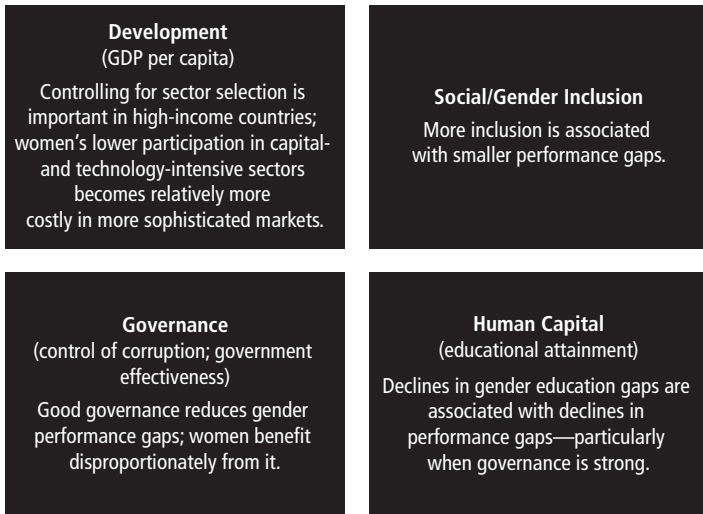 Development
(GDP per capita)
Controlling for sector selection is
important in high-income countries;
women's lower participation in capital-
and technology-intensive sectors
becomes relatively more
costly in more sophisticated markets.
Social/Gender Inclusion
More inclusion is associated
with smaller performance gaps.
Governance
(control of corruption; government
effectiveness)
Good governance reduces gender
performance gaps; women benefit
disproportionately from it.
Human Capital
(educational attainment)
Declines in gender education gaps are
associated with declines in
performance gaps—particularly
when governance is strong.